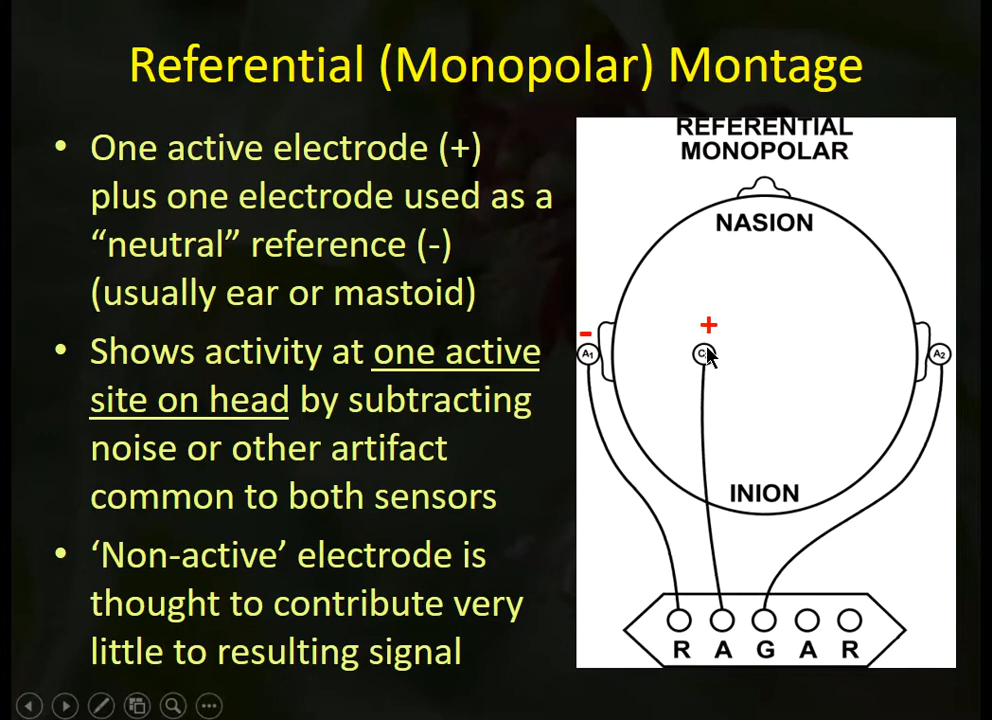 Referential (Monopolar) Montage
• One active electrode (+)
plus one electrode used as a
“neutral” reference (-)
(usually ear or mastoid)
• Shows activity at one active
site on head by subtracting
noise or other artifact
common to both sensors
• ‘Non-active’ electrode is
thought to contribute very
little to resulting signal
REFERENTIAL
MONOPOLAR
NASION
- +
A1 A2
INION
R A G A R